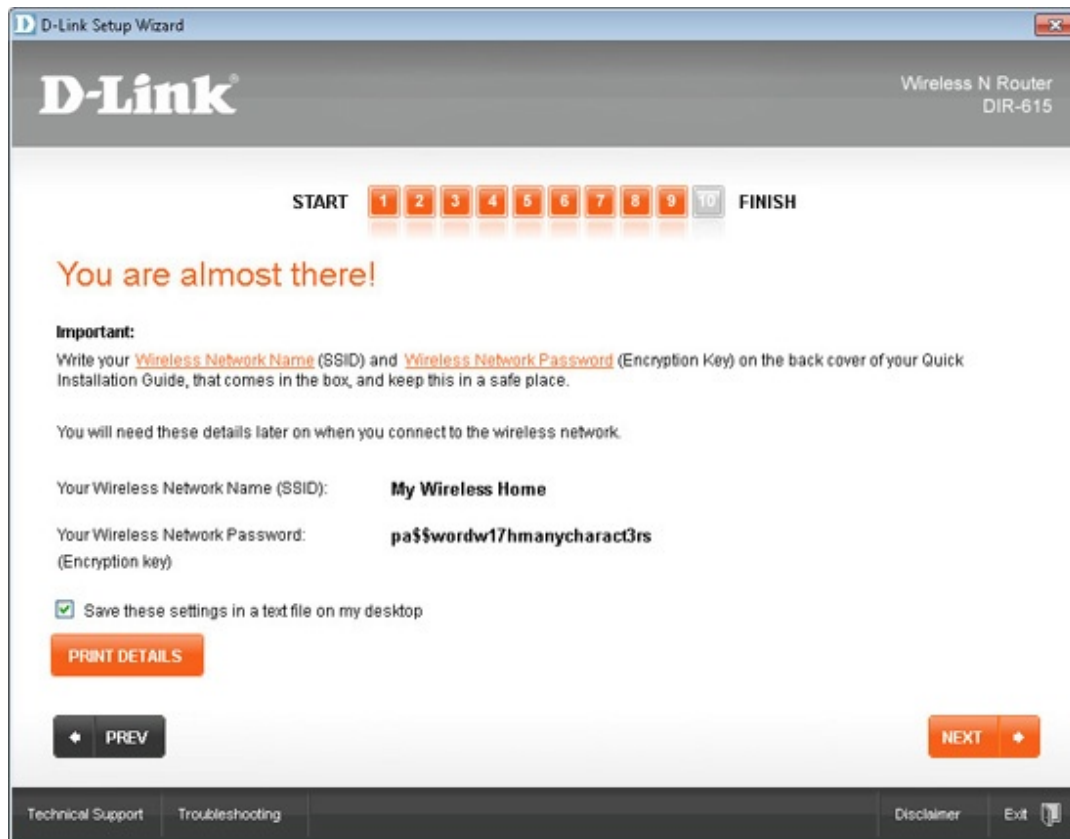 D-Link Setup Wizard
D-Link®
Wireless N Router
DIR-615
START 1 2 3 4 5 6 7 8 9 10 FINISH
You are almost there!
Important:
Write your Wireless Network Name (SSID) and Wireless Network Password (Encryption Key) on the back cover of your Quick
Installation Guide, that comes in the box, and keep this in a safe place.
You will need these details later on when you connect to the wireless network.
Your Wireless Network Name (SSID): My Wireless Home
Your Wireless Network Password: pa$$wordw17hmanycharact3rs
(Encryption key)
Save these settings in a text file on my desktop
PRINT DETAILS
PREV
NEXT
Technical Support Troubleshooting Disclaimer Exit